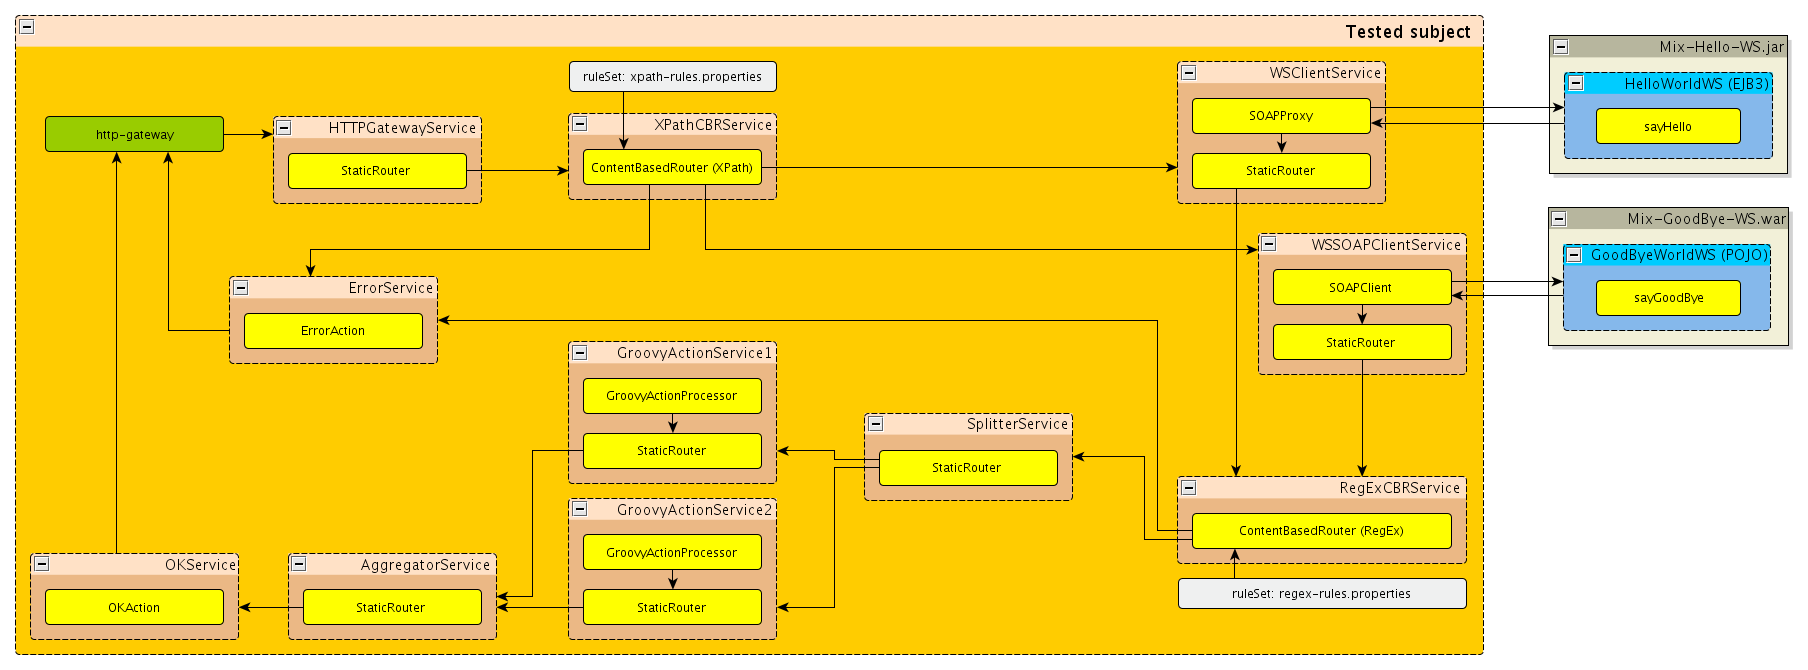 Tested subject
Mix-Hello-WS.jar
HelloWorldWS (EJB3)
sayHello
ruleSet: xpath-rules.properties
WSClientService
SOAPProxy
StaticRouter
http-gateway
HTTPGatewayService
StaticRouter
XPathCBRService
ContentBasedRouter (XPath)
Mix-GoodBye-WS.war
GoodByeWorldWS (POJO)
sayGoodBye
WSSOAPClientService
SOAPClient
StaticRouter
ErrorService
ErrorAction
GroovyActionService1
GroovyActionProcessor
StaticRouter
SplitterService
StaticRouter
RegExCBRService
ContentBasedRouter (RegEx)
ruleSet: regex-rules.properties
GroovyActionService2
GroovyActionProcessor
StaticRouter
AggregatorService
StaticRouter
OKService
OKAction